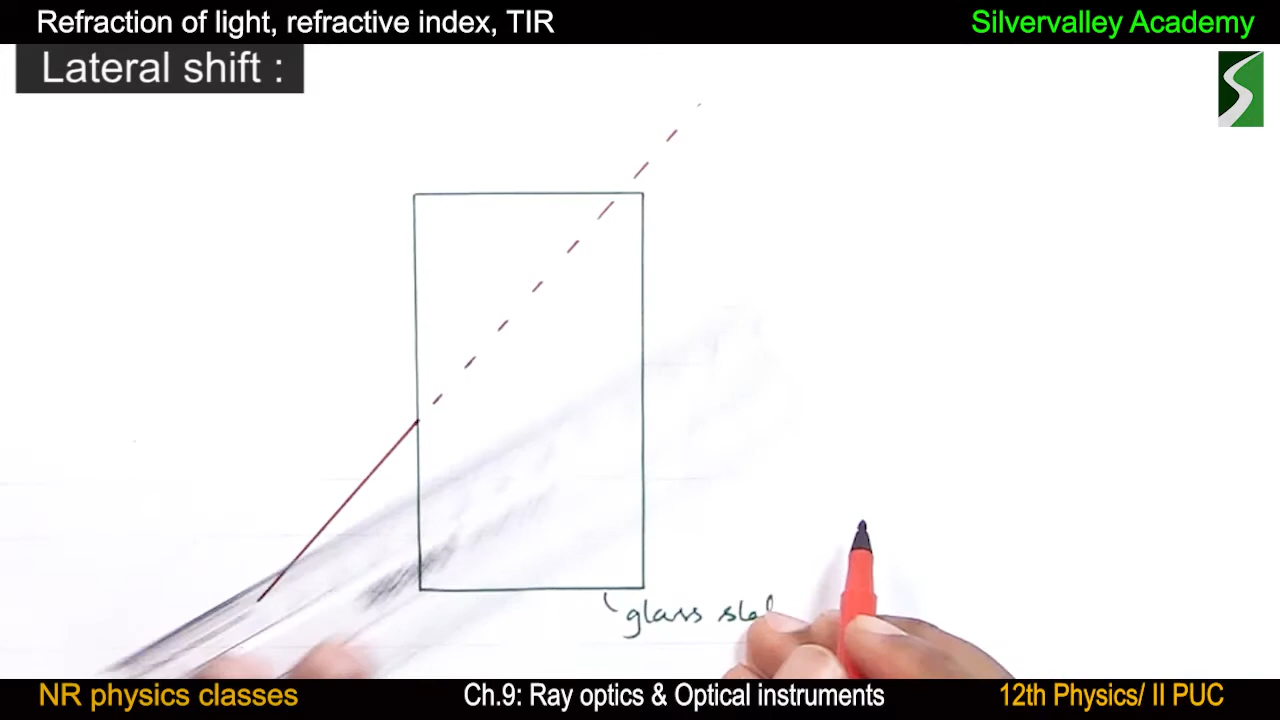 Refraction of light, refractive index, TIR
Silvervalley Academy
Lateral shift :
glass slab
NR physics classes
Ch.9: Ray optics & Optical instruments
12th Physics/ II PUC